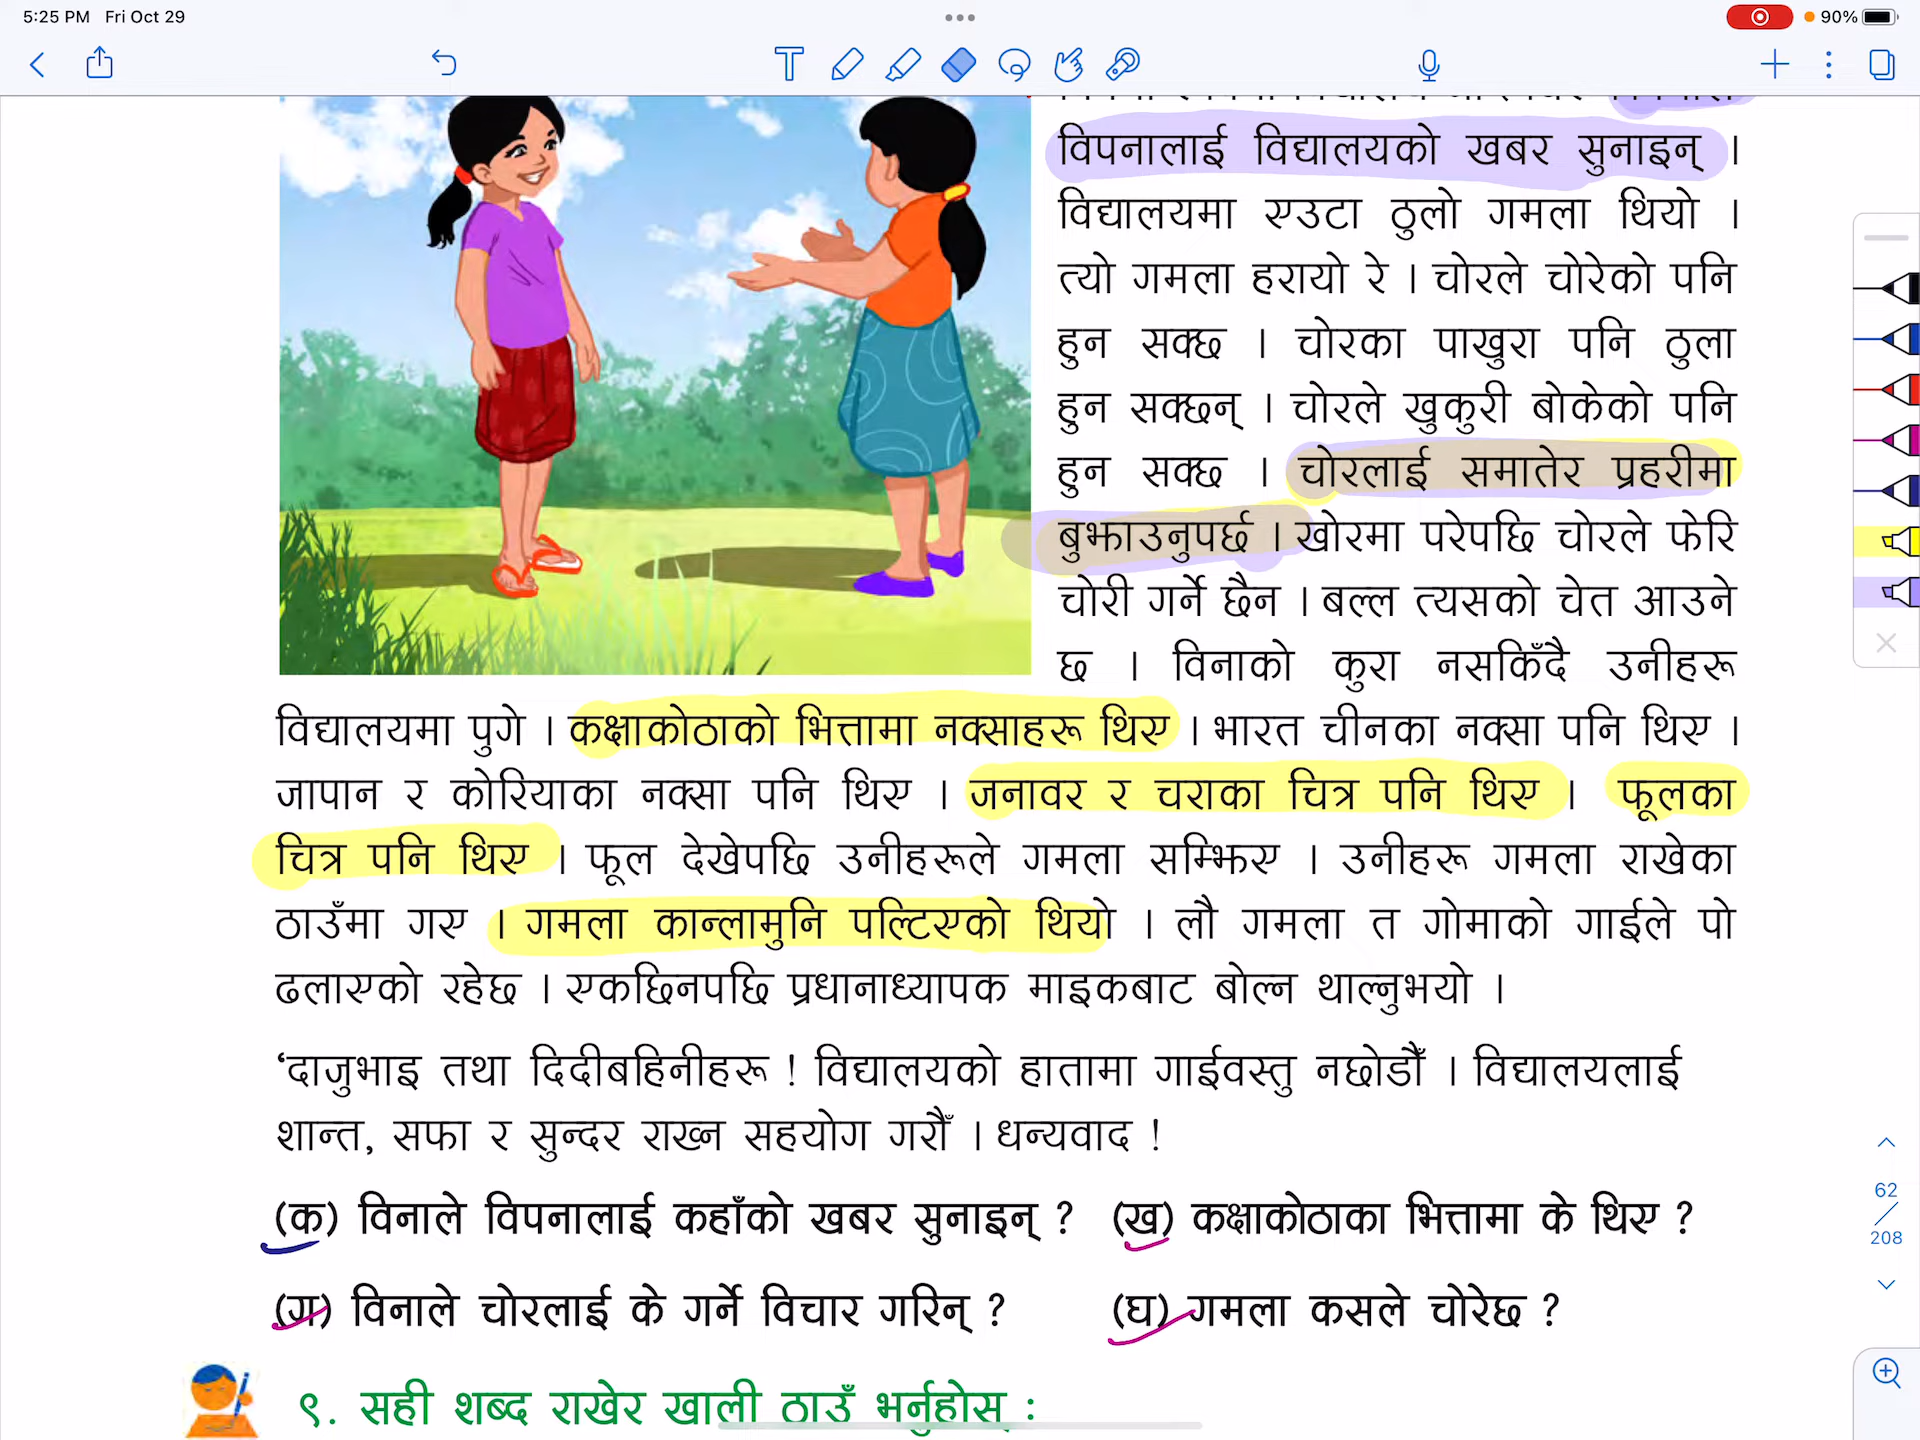 5:25 PM Fri Oct 29
90%
विपनालाई विद्यालयको खबर सुनाइन् ।
विद्यालयमा एउटा ठुलो गमला थियो ।
त्यो गमला हरायो रे । चोरले चोरेको पनि
हुन सक्छ । चोरका पाखुरा पनि ठुला
हुन सक्छन् । चोरले खुकुरी बोकेको पनि
हुन सक्छ । चोरलाई समातेर प्रहरीमा
बुझाउनुपर्छ । खोरमा परेपछि चोरले फेरि
चोरी गर्ने छैन । बल्ल त्यसको चेत आउने
छ । विनाको कुरा नसकिँदै उनीहरू
विद्यालयमा पुगे । कक्षाकोठाको भित्तामा नक्साहरू थिए । भारत चीनका नक्सा पनि थिए ।
जापान र कोरियाका नक्सा पनि थिए । जनावर र चराका चित्र पनि थिए । फूलका
चित्र पनि थिए । फूल देखेपछि उनीहरूले गमला सम्झिए । उनीहरू गमला राखेका
ठाउँमा गए । गमला कान्लामुनि पल्टिएको थियो । लौ गमला त गोमाको गाईले पो
ढलाएको रहेछ । एकछिनपछि प्रधानाध्यापक माइकबाट बोल्न थाल्नुभयो ।
‘दाजुभाइ तथा दिदीबहिनीहरू ! विद्यालयको हातामा गाईवस्तु नछोडौँ । विद्यालयलाई
शान्त, सफा र सुन्दर राख्न सहयोग गरौँ । धन्यवाद !
(क) विनाले विपनालाई कहाँको खबर सुनाइन् ? (ख) कक्षाकोठाका भित्तामा के थिए ?
(ग) विनाले चोरलाई के गर्ने विचार गरिन् ? (घ) गमला कसले चोरेछ ?
९. सही शब्द राखेर खाली ठाउँ भर्नुहोस् :
62
208